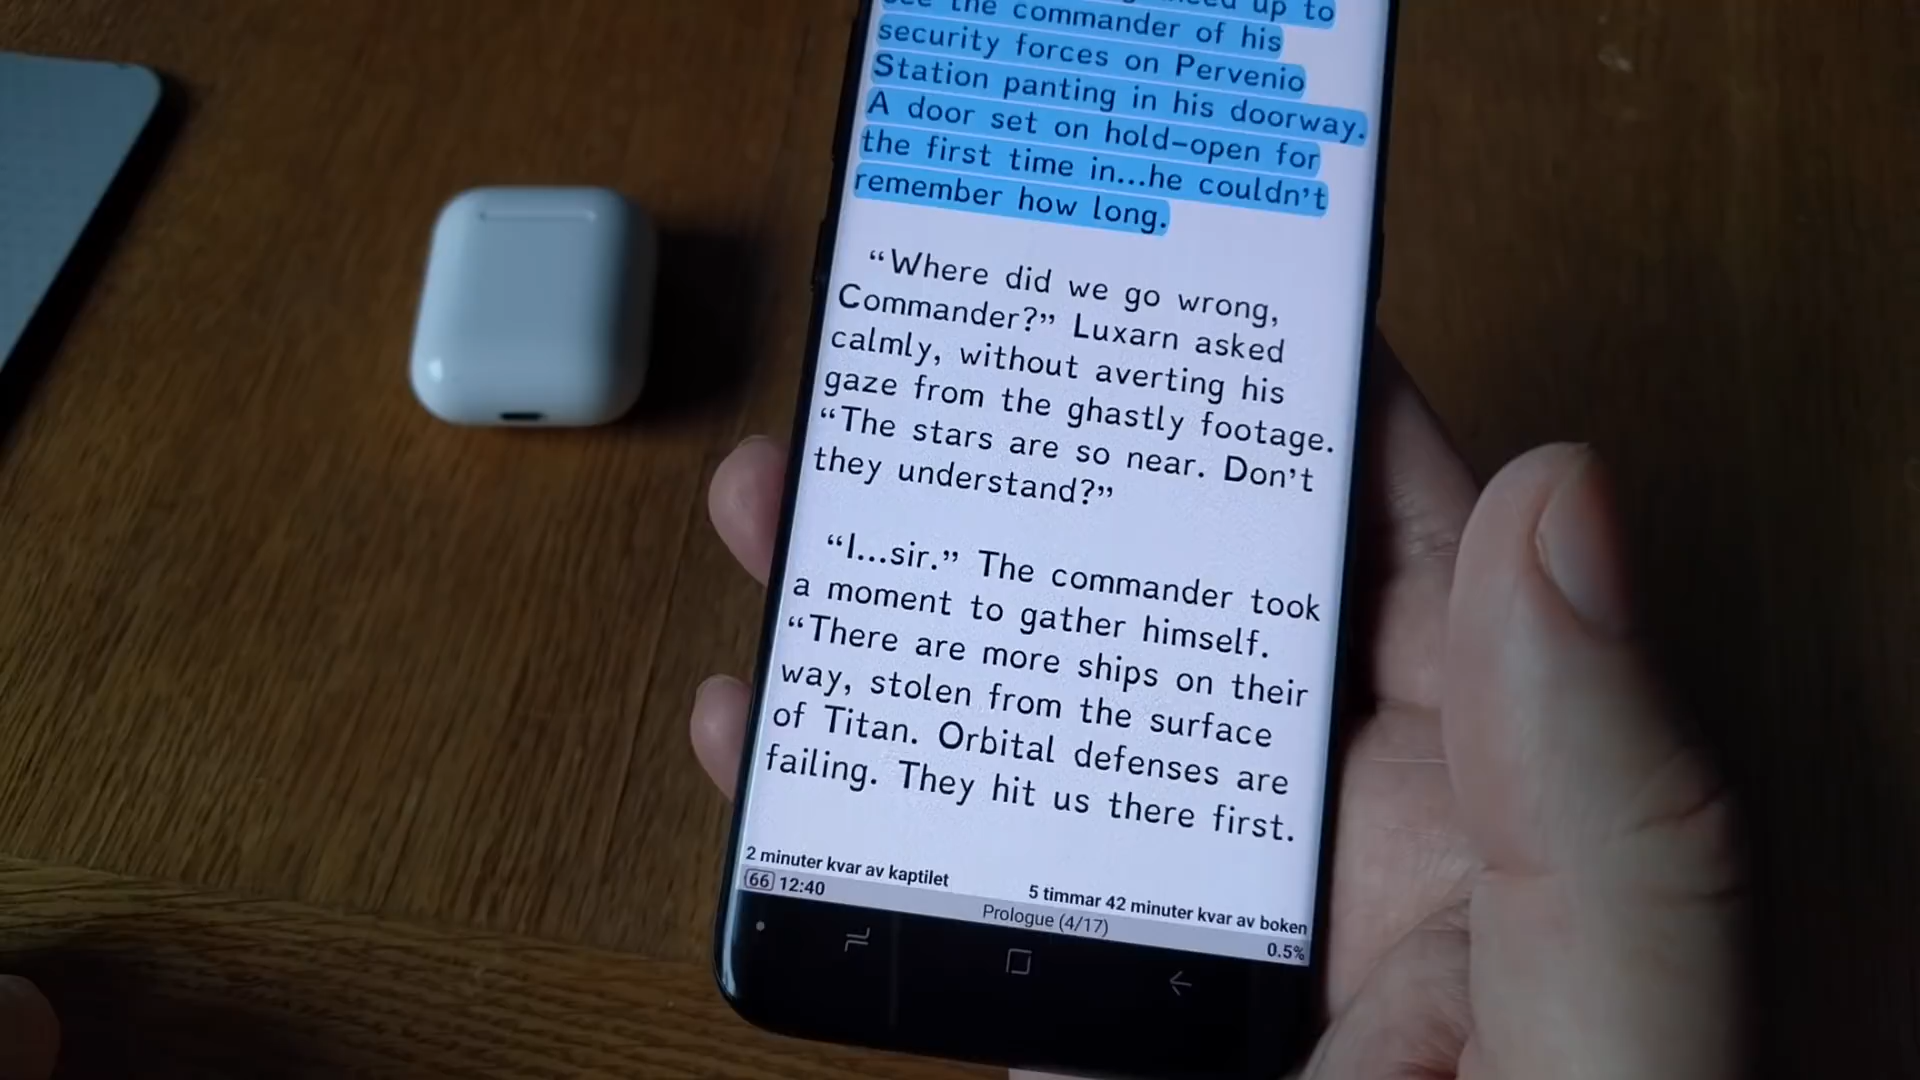 up to
the commander of his
security forces on Pervenio
Station panting in his doorway.
A door set on hold-open for
the first time in...he couldn't
remember how long.
“Where did we go wrong,
Commander?” Luxarn asked
calmly, without averting his
gaze from the ghastly footage.
“The stars are so near. Don't
they understand?”
“I...sir.” The commander took
a moment to gather himself.
“There are more ships on their
way, stolen from the surface
of Titan. Orbital defenses are
failing. They hit us there first.
2 minuter kvar av kaptilet
5 timmar 42 minuter kvar av boken
66 12:40
Prologue (4/17)
0.5%